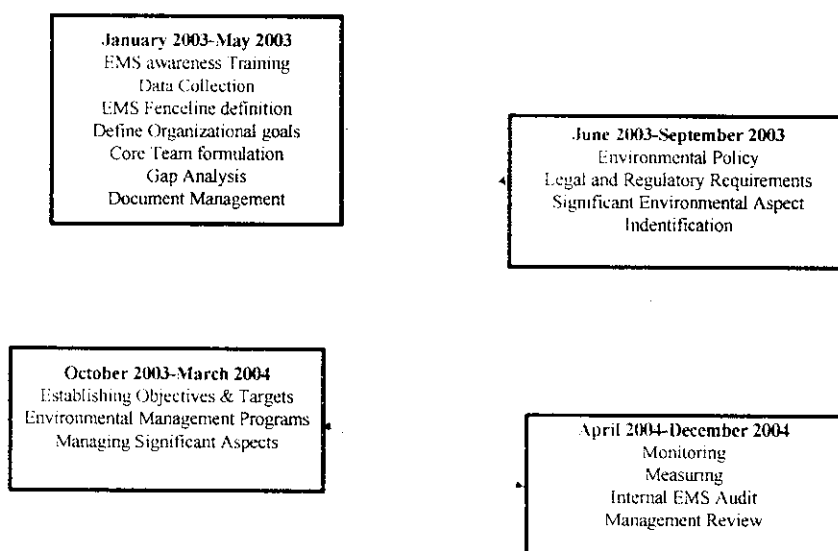 January 2003-May 2003
EMS awareness Training
Data Collection
EMS Fenceline definition
Define Organizational goals
Core Team formulation
Gap Analysis
Document Management
June 2003-September 2003
Environmental Policy
Legal and Regulatory Requirements
Significant Environmental Aspect
Indentification
October 2003-March 2004
Establishing Objectives & Targets
Environmental Management Programs
Managing Significant Aspects
April 2004-December 2004
Monitoring
Measuring
Internal EMS Audit
Management Review